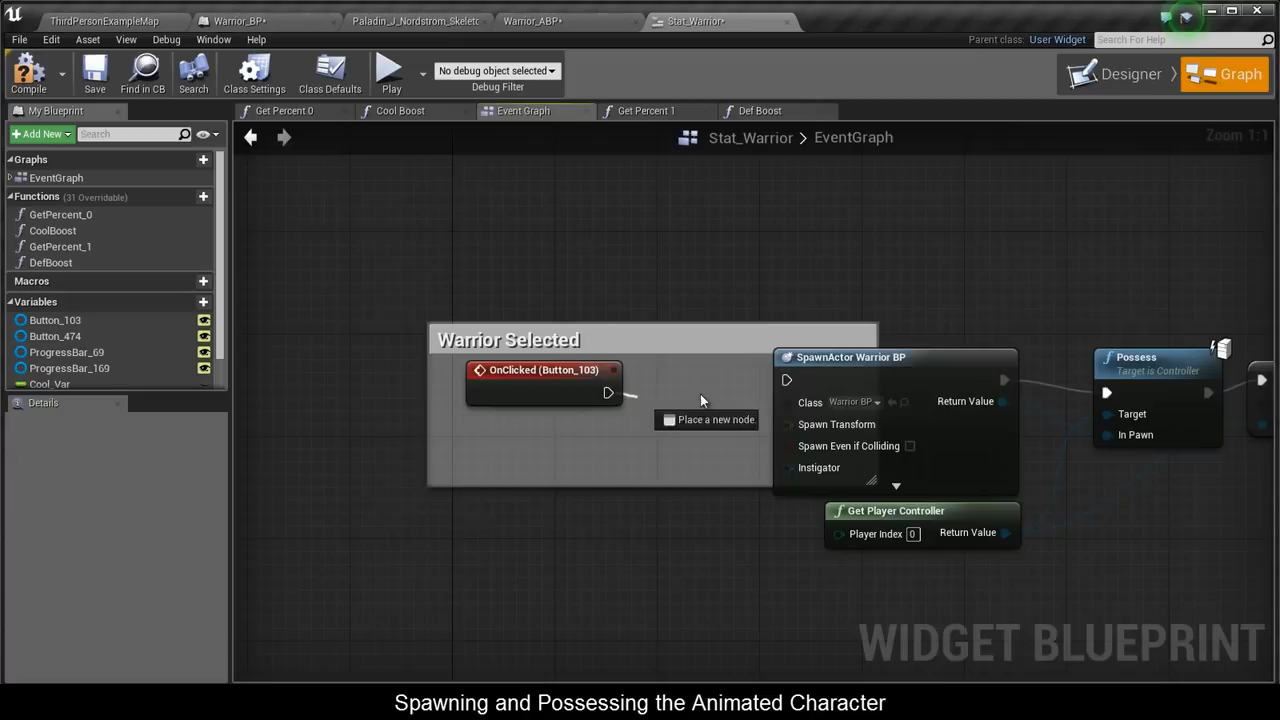 ThirdPersonExampleMap
Warrior_BP•
Paladin_J_Nordstrom_Skeleto
Warrior_ABP•
Stat_Warrior•
File Edit Asset View Debug Window Help
Parent class: User Widget
Search For Help
Compile
Save
Find in CB
Search
Class Settings
Class Defaults
Play
No debug object selected
Debug Filter
Designer
Graph
My Blueprint
Get Percent 0
Cool Boost
Event Graph
Get Percent 1
Def Boost
Add New
Search
Stat_Warrior > EventGraph
Zoom 1:1
Graphs
EventGraph
Functions (31 Overridable)
GetPercent_0
CoolBoost
GetPercent_1
DefBoost
Macros
Variables
Button_103
Button_474
ProgressBar_69
ProgressBar_169
Cool_Var
Details
Warrior Selected
OnClicked (Button_103)
Place a new node.
SpawnActor Warrior BP
Class Warrior BP
Return Value
Spawn Transform
Spawn Even if Colliding
Instigator
Get Player Controller
Player Index 0
Return Value
Possess
Target is Controller
Target
In Pawn
WIDGET BLUEPRINT
Spawning and Possessing the Animated Character